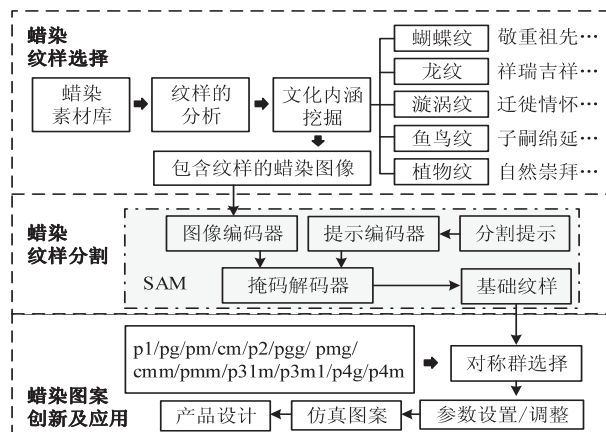 蜡染
纹样选择
蜡染
素材库
纹样的
分析
文化内涵
挖掘
蝴蝶纹 敬重祖先…
龙纹 祥瑞吉祥…
漩涡纹 迁徙情怀…
鱼鸟纹 子嗣绵延…
植物纹 自然崇拜…
包含纹样的蜡染图像
蜡染
纹样分割
图像编码器 提示编码器 分割提示
SAM 掩码解码器 基础纹样
p1/pg/pm/cm/p2/pgg/ pmg/
cmm/pmm/p31m/p3m1/p4g/p4m
对称群选择
蜡染图案
创新及应用
产品设计 仿真图案 参数设置/调整